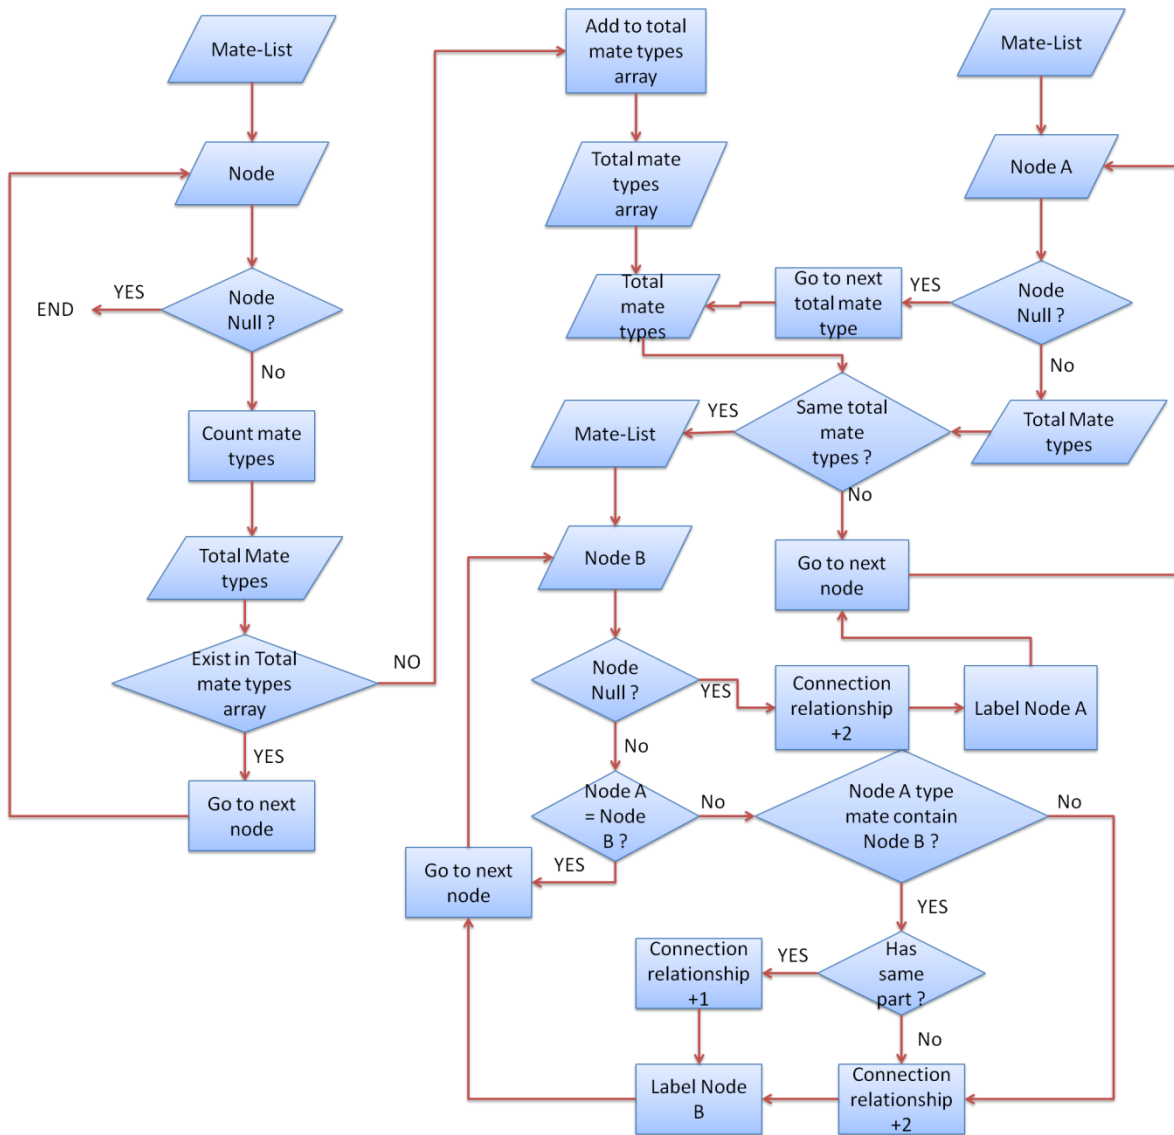 Mate-List
Node
YES
END
Node
Null ?
No
Count mate
types
Total Mate
types
Exist in Total
mate types
array
NO
YES
Go to next
node
Add to total
mate types
array
Total mate
types
array
Total
mate
types
Mate-List
Node A
Go to next
total mate
type
YES
Node
Null ?
No
Total Mate
types
Same total
mate
types ?
YES
No
Mate-List
Node B
Go to next
node
Node
Null ?
YES
Connection
relationship
+2
Label Node A
No
Node A
= Node
B ?
No
YES
Go to next
node
Node A type
mate contain
Node B ?
No
YES
Has
same
part ?
YES
Connection
relationship
+1
No
Connection
relationship
+2
Label Node
B